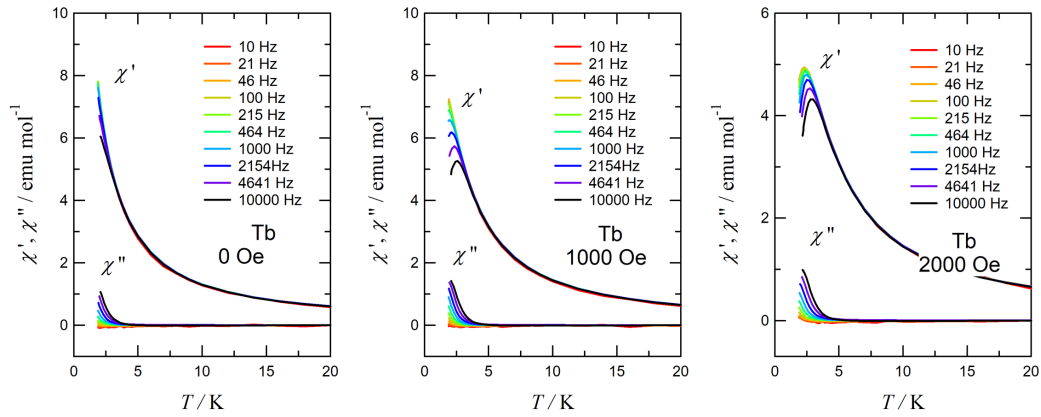 10
8
6
4
2
0
χ', χ" / emu mol⁻¹
χ'
χ"
10 Hz
21 Hz
46 Hz
100 Hz
215 Hz
464 Hz
1000 Hz
2154Hz
4641 Hz
10000 Hz
Tb
0 Oe
0
5
10
15
20
T / K
10
8
6
4
2
0
χ', χ" / emu mol⁻¹
χ'
χ"
10 Hz
21 Hz
46 Hz
100 Hz
215 Hz
464 Hz
1000 Hz
2154Hz
4641 Hz
10000 Hz
Tb
1000 Oe
0
5
10
15
20
T / K
6
4
2
0
χ', χ" / emu mol⁻¹
χ'
χ"
10 Hz
21 Hz
46 Hz
100 Hz
215 Hz
464 Hz
1000 Hz
2154Hz
4641 Hz
10000 Hz
Tb
2000 Oe
0
5
10
15
20
T / K